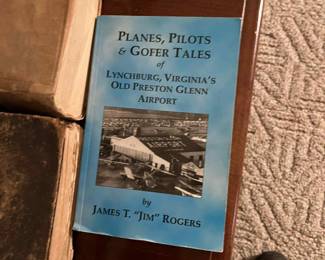 PLANES, PILOTS
& GOFER TALES
of
LYNCHBURG, VIRGINIA'S
OLD PRESTON GLENN
AIRPORT
by
JAMES T. "JIM" ROGERS